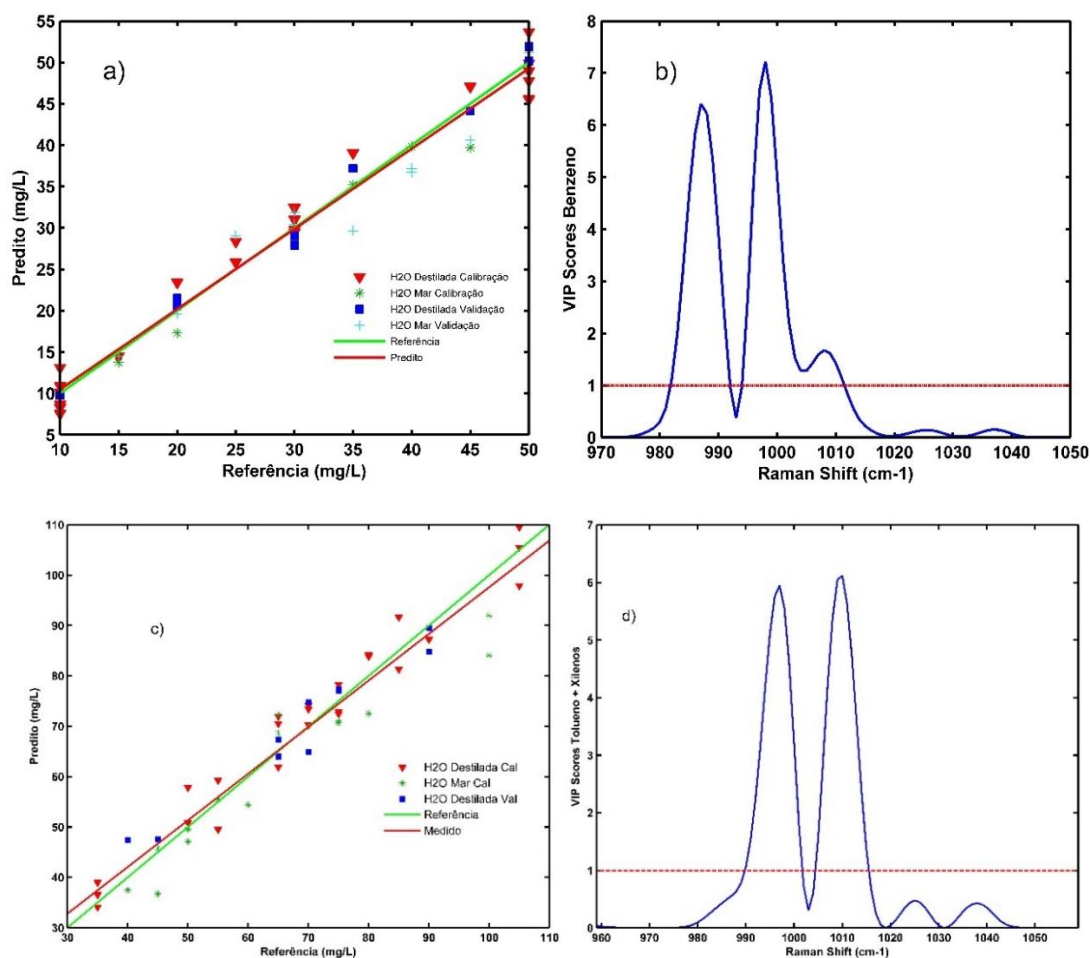 a)
55
50
45
40
35
30
25
20
15
10
5
Predito (mg/L)
H2O Destilada Calibração
H2O Mar Calibração
H2O Destilada Validação
H2O Mar Validação
Referência
Predito
10 15 20 25 30 35 40 45 50
Referência (mg/L)
b)
8
7
6
5
4
3
2
1
0
VIP Scores Benzeno
970 980 990 1000 1010 1020 1030 1040 1050
Raman Shift (cm-1)
c)
110
100
90
80
70
60
50
40
30
Predito (mg/L)
H2O Destilada Cal
H2O Mar Cal
H2O Destilada Val
Referência
Medido
30 40 50 60 70 80 90 100 110
Referência (mg/L)
d)
7
6
5
4
3
2
1
0
VIP Scores Tolueno + Xilenos
960 970 980 990 1000 1010 1020 1030 1040 1050
Raman Shift (cm-1)